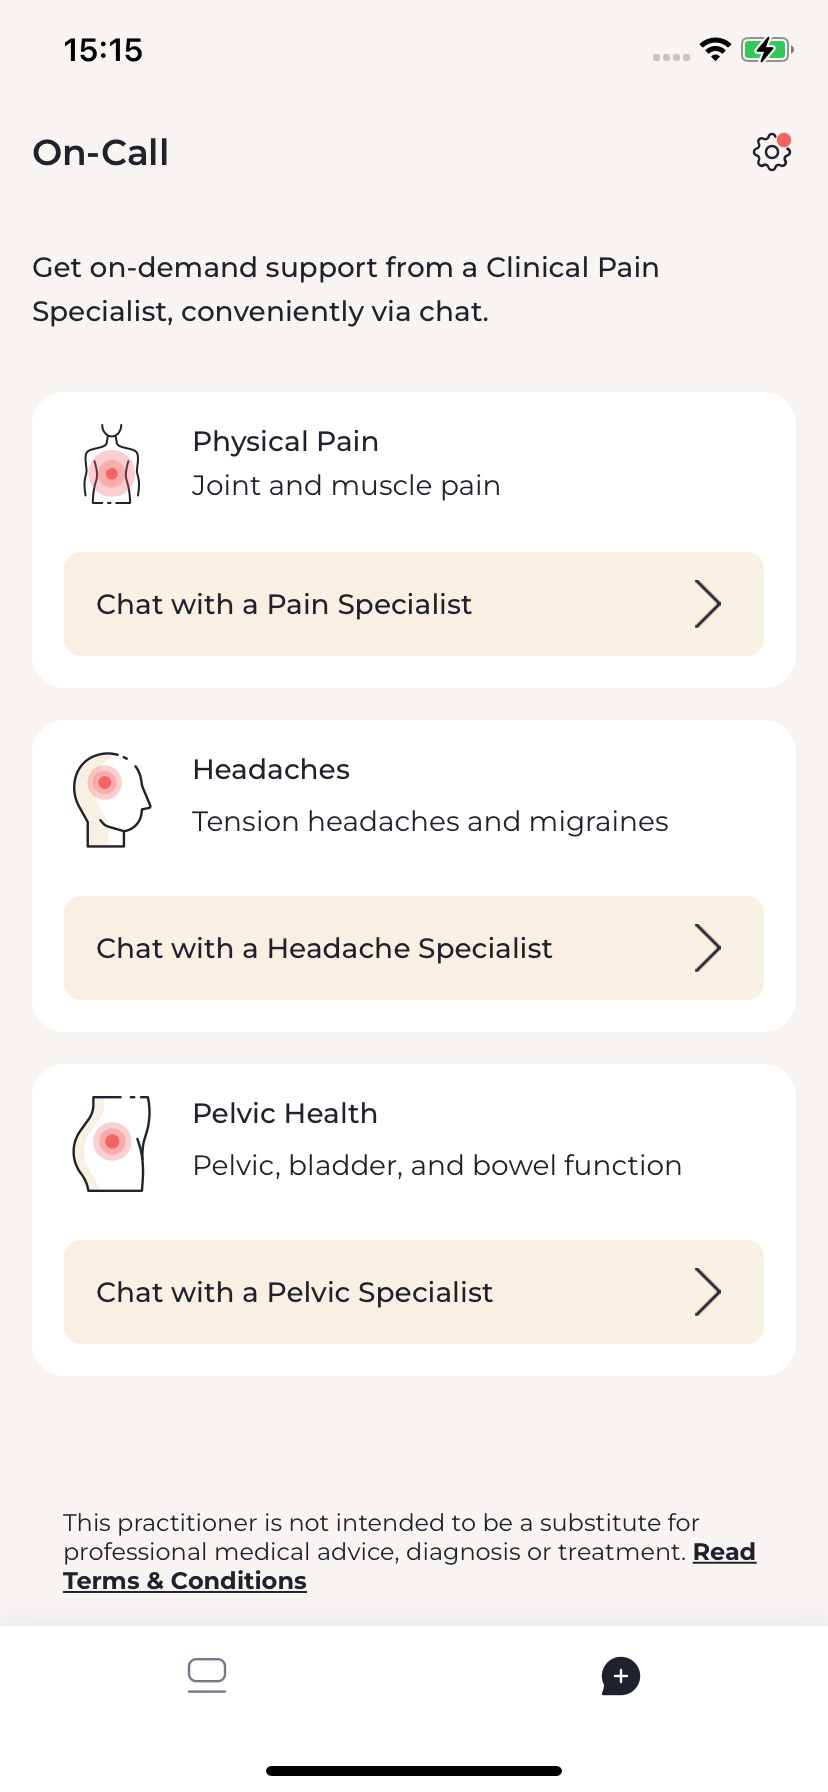 15:15
On-Call
Get on-demand support from a Clinical Pain
Specialist, conveniently via chat.
Physical Pain
Joint and muscle pain
Chat with a Pain Specialist
Headaches
Tension headaches and migraines
Chat with a Headache Specialist
Pelvic Health
Pelvic, bladder, and bowel function
Chat with a Pelvic Specialist
This practitioner is not intended to be a substitute for
professional medical advice, diagnosis or treatment. Read
Terms & Conditions